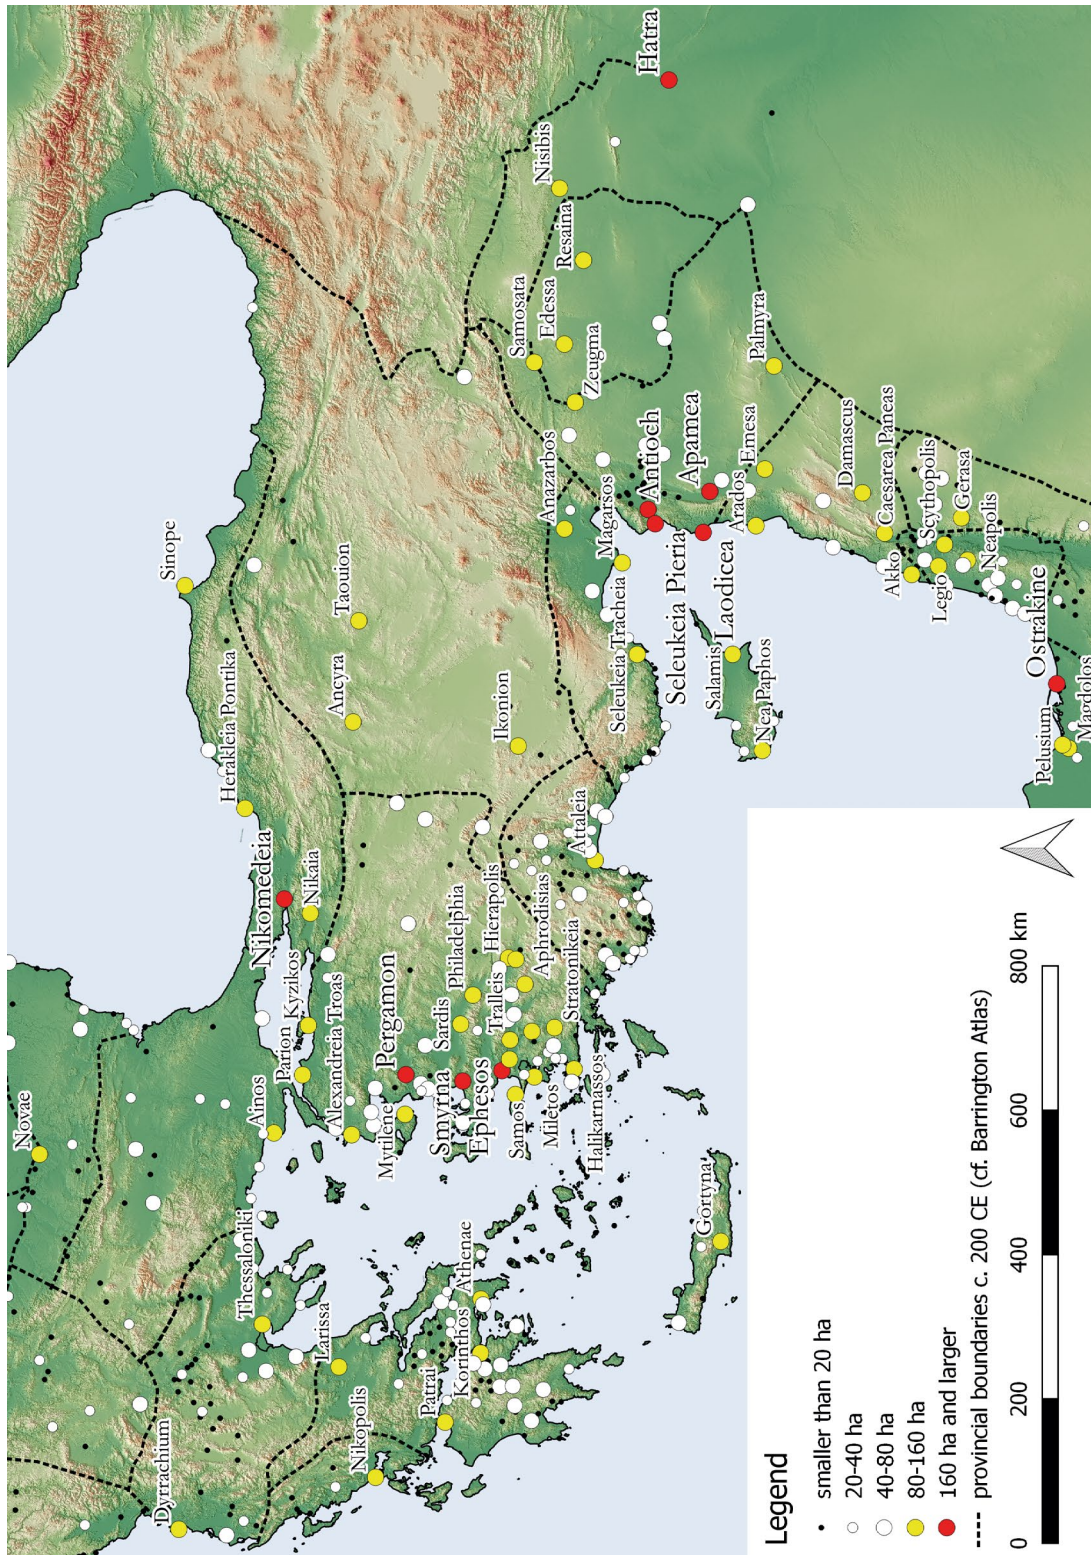 Novae
Dyrrachium
Thessaloniki
Ainos
Parion
Kyzikos
Nikomedeia
Nikaia
Herakleia Pontika
Sinope
Larissa
Nikopolis
Alexandreia Troas
Ancyra
Taouion
Mytilene
Pergamon
Patrai
Korinthos
Athenae
Smyrna
Sardis
Philadelphia
Ephesos
Tralleis
Hierapolis
Samos
Aphrodisias
Miletos
Stratonikeia
Halikarnassos
Ikonion
Attaleia
Gortyna
Seleukeia Tracheia
Magarsos
Anazarbos
Samosata
Edessa
Zeugma
Resaina
Nisibis
Hatra
Antioch
Seleukeia Pieria
Apamea
Laodicea
Salamis
Nea Paphos
Arados
Emesa
Palmyra
Damascus
Caesarea Paneas
Akko
Scythopolis
Legio
Gerasa
Neapolis
Ostrakine
Pelusium
Magdolos
Legend
smaller than 20 ha
20-40 ha
40-80 ha
80-160 ha
160 ha and larger
provincial boundaries c. 200 CE (cf. Barrington Atlas)
0 200 400 600 800 km